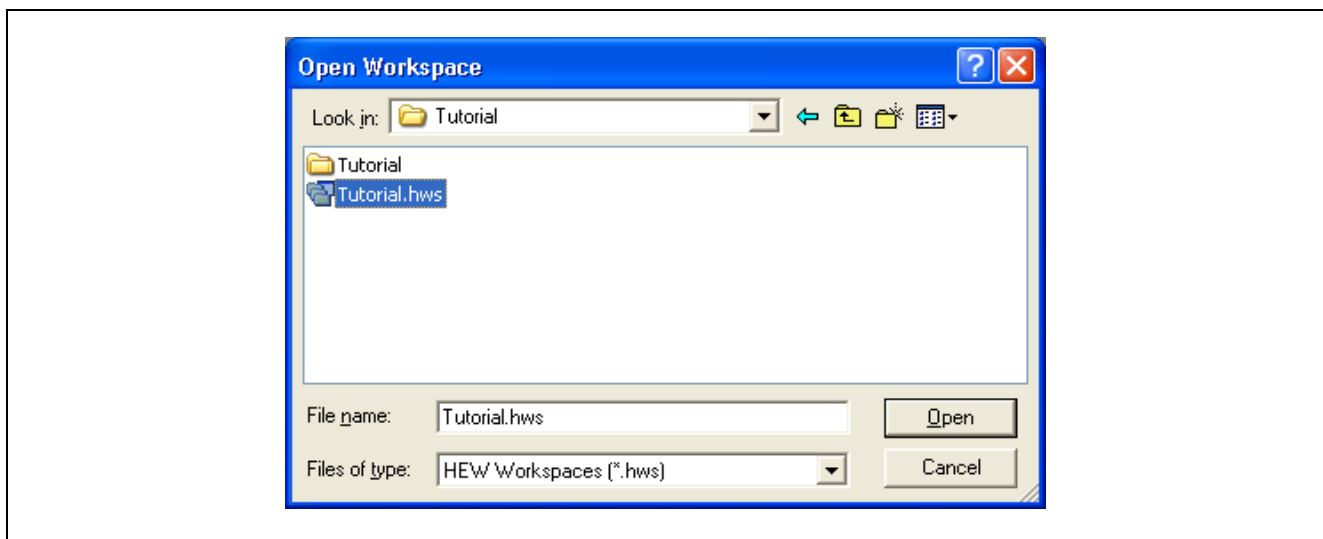 Open Workspace
Look in: Tutorial
Tutorial
Tutorial.hws
File name: Tutorial.hws Open
Files of type: HEW Workspaces (*.hws) Cancel